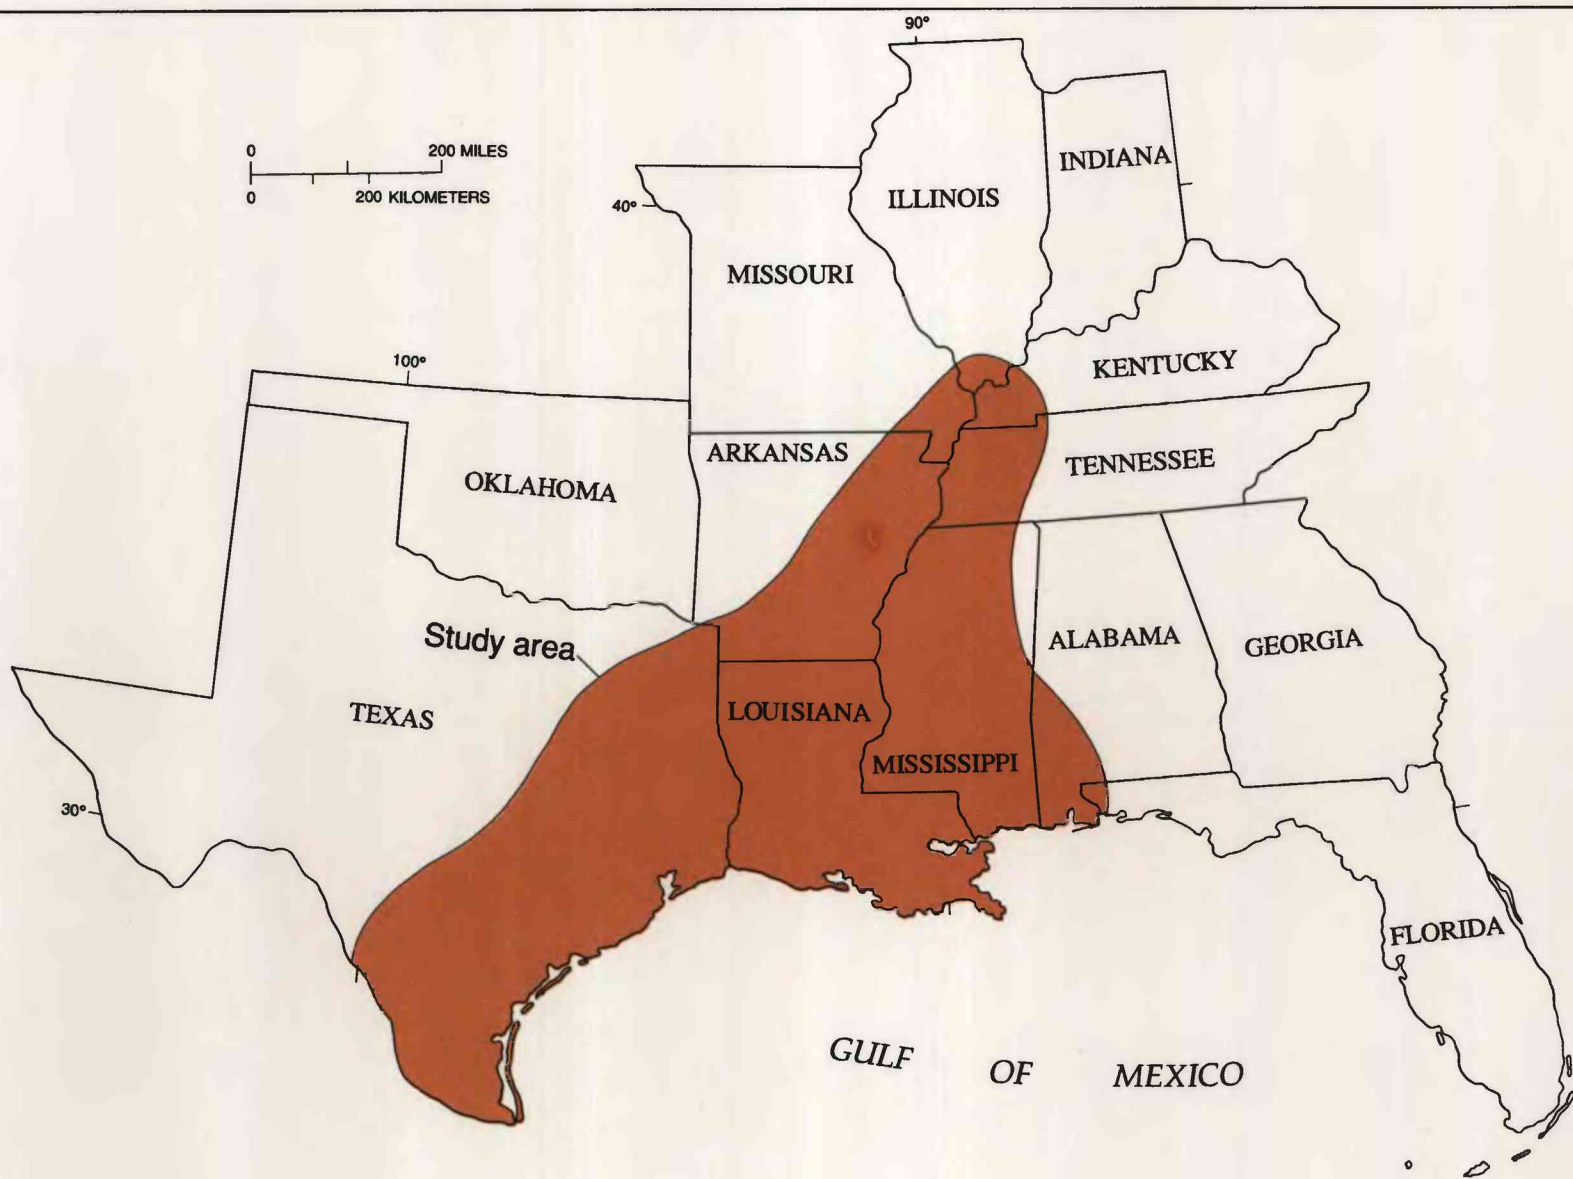 90°
0 200 MILES
0 200 KILOMETERS
INDIANA
ILLINOIS
40°
MISSOURI
100°
KENTUCKY
ARKANSAS
TENNESSEE
OKLAHOMA
Study area
ALABAMA
GEORGIA
TEXAS
LOUISIANA
MISSISSIPPI
30°
FLORIDA
GULF OF MEXICO